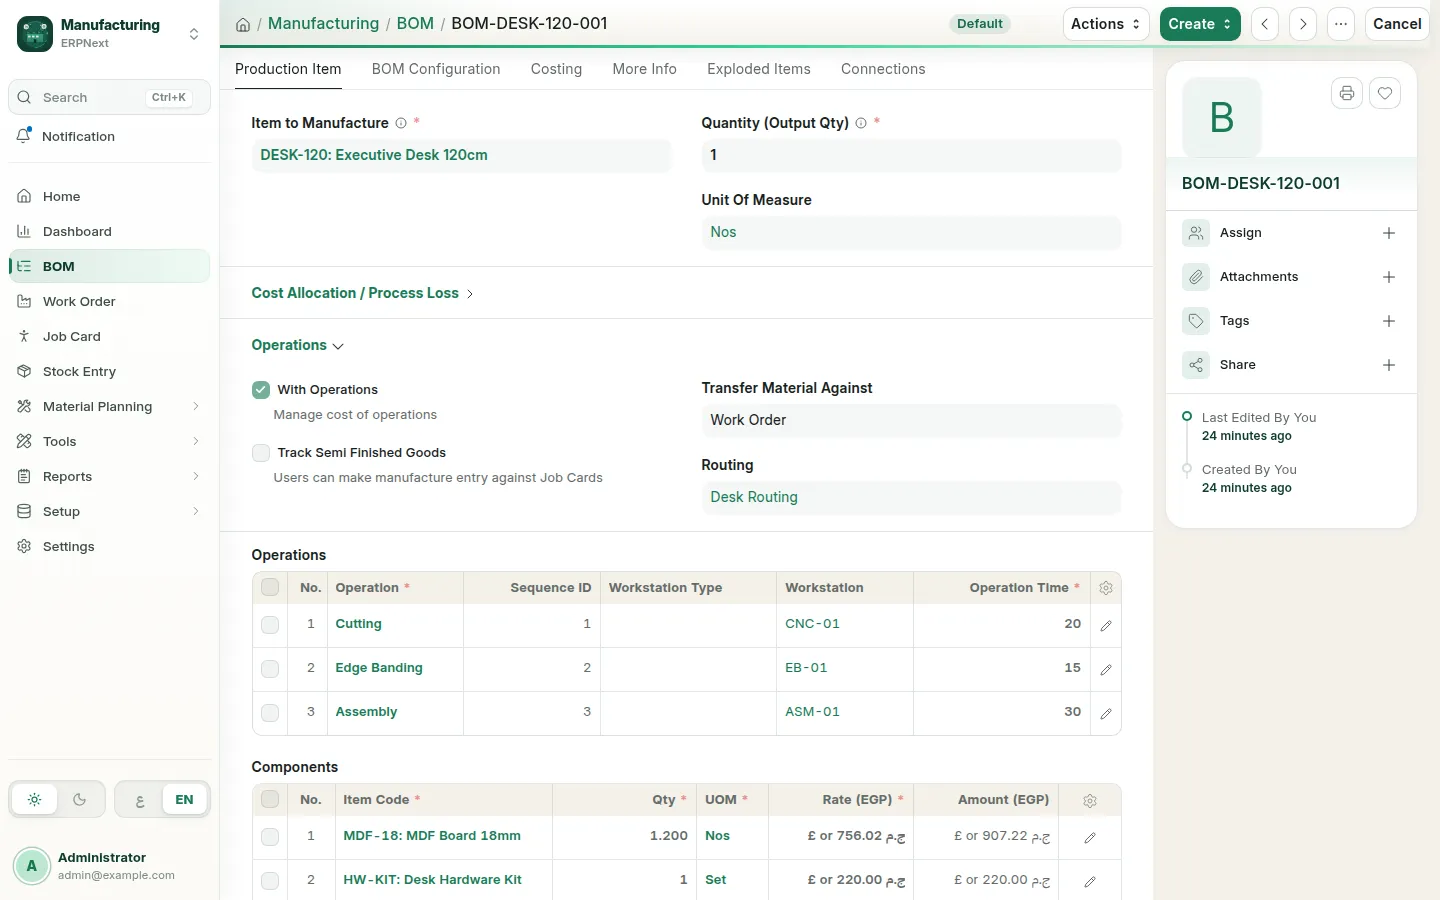 Manufacturing
ERPNext
Search Ctrl+K
Notification
Home
Dashboard
BOM
Work Order
Job Card
Stock Entry
Material Planning
Tools
Reports
Setup
Settings
ع EN
A
Administrator
admin@example.com
/ Manufacturing / BOM / BOM-DESK-120-001
Default
Actions
Create
Cancel
Production Item BOM Configuration Costing More Info Exploded Items Connections
Item to Manufacture *
DESK-120: Executive Desk 120cm
Quantity (Output Qty) *
1
Unit Of Measure
Nos
Cost Allocation / Process Loss
Operations
With Operations
Manage cost of operations
Track Semi Finished Goods
Users can make manufacture entry against Job Cards
Transfer Material Against
Work Order
Routing
Desk Routing
Operations
No. Operation * Sequence ID Workstation Type Workstation Operation Time *
1 Cutting 1 CNC-01 20
2 Edge Banding 2 EB-01 15
3 Assembly 3 ASM-01 30
Components
No. Item Code * Qty * UOM * Rate (EGP) * Amount (EGP)
1 MDF-18: MDF Board 18mm 1.200 Nos £ or 756.02 ج.م £ or 907.22 ج.م
2 HW-KIT: Desk Hardware Kit 1 Set £ or 220.00 ج.م £ or 220.00 ج.م
B
BOM-DESK-120-001
Assign
Attachments
Tags
Share
Last Edited By You
24 minutes ago
Created By You
24 minutes ago